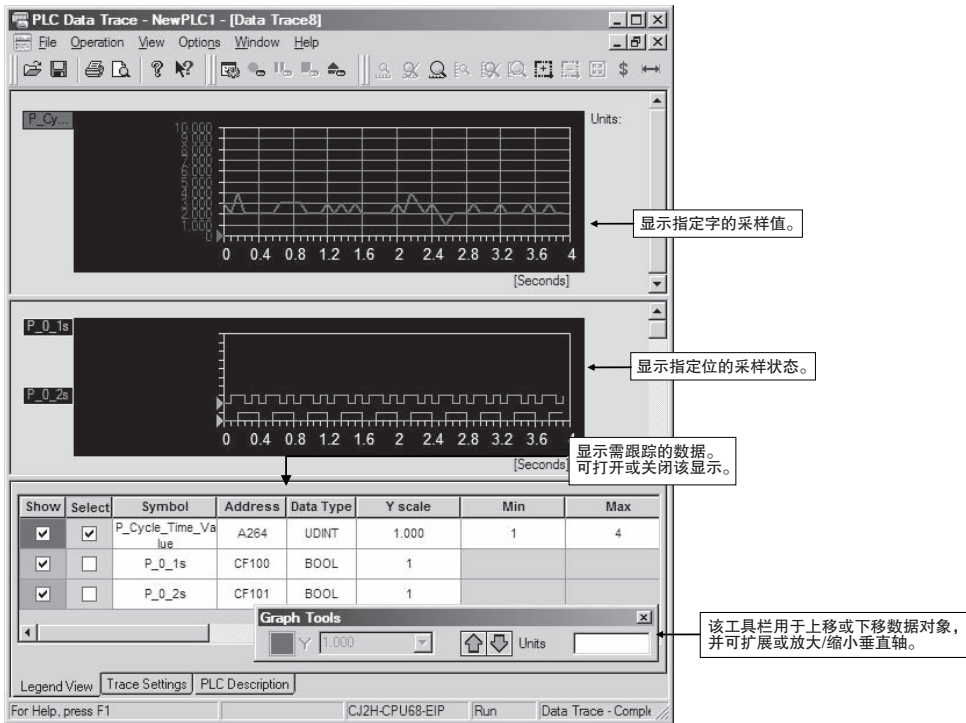 PLC Data Trace - NewPLC1 - [Data Trace8]
File Operation View Options Window Help
P_Cy...
Units:
10 000
9 000
8 000
7 000
6 000
5 000
4 000
3 000
2 000
1 000
0
0 0.4 0.8 1.2 1.6 2 2.4 2.8 3.2 3.6 4
[Seconds]
显示指定字的采样值。
P_0_1s
P_0_2s
显示指定位的采样状态。
0 0.4 0.8 1.2 1.6 2 2.4 2.8 3.2 3.6 4
[Seconds]
显示需跟踪的数据。
可打开或关闭该显示。
Show Select Symbol Address Data Type Y scale Min Max
P_Cycle_Time_Va
lue A264 UDINT 1.000 1 4
P_0_1s CF100 BOOL 1
P_0_2s CF101 BOOL 1
Graph Tools
Y 1.000 Units
该工具栏用于上移或下移数据对象，
并可扩展或放大/缩小垂直轴。
Legend View Trace Settings PLC Description
For Help, press F1 CJ2H-CPU68-EIP Run Data Trace - Comple